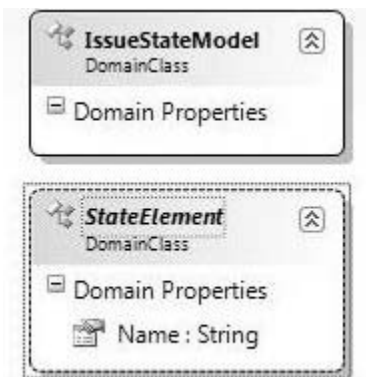 IssueStateModel
DomainClass
Domain Properties
StateElement
DomainClass
Domain Properties
Name : String